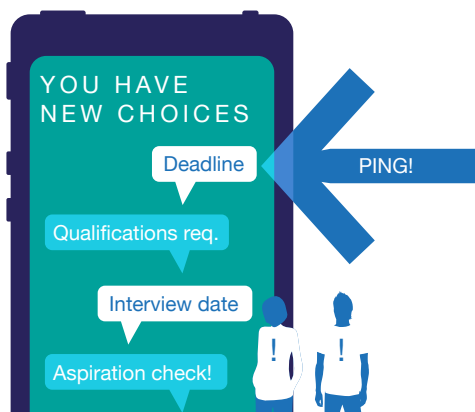 YOU HAVE
NEW CHOICES
Deadline
PING!
Qualifications req.
Interview date
Aspiration check!
! !